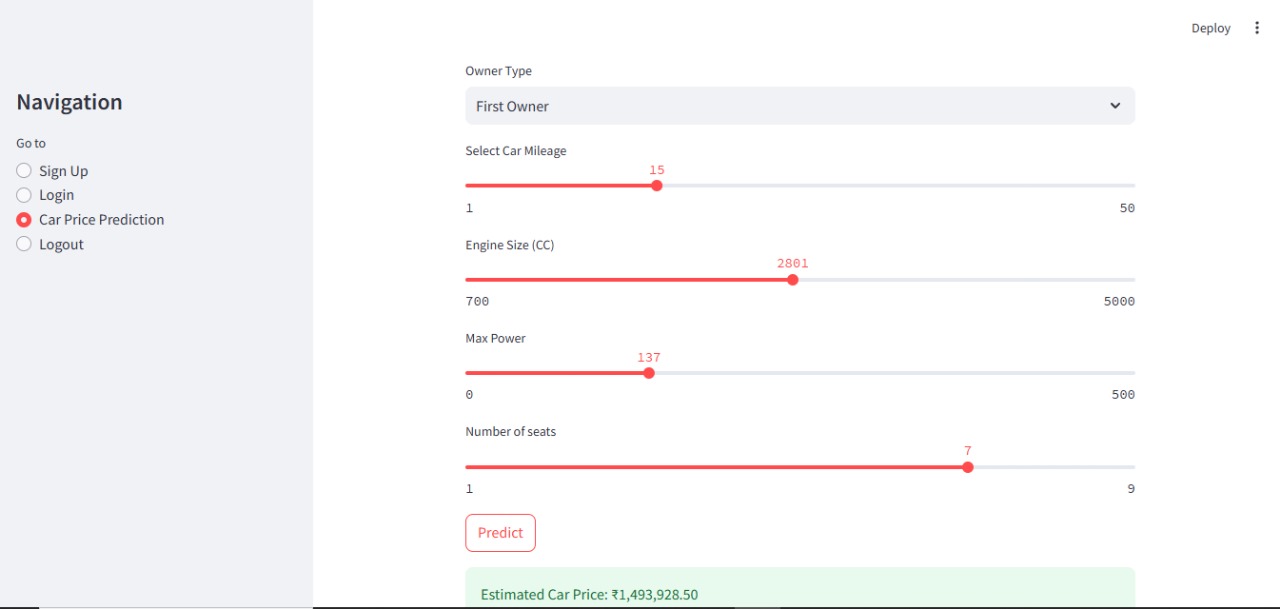 Deploy
Navigation
Go to
Sign Up
Login
Car Price Prediction
Logout
Owner Type
First Owner
Select Car Mileage
15
1 50
Engine Size (CC)
2801
700 5000
Max Power
137
0 500
Number of seats
7
1 9
Predict
Estimated Car Price: ₹1,493,928.50